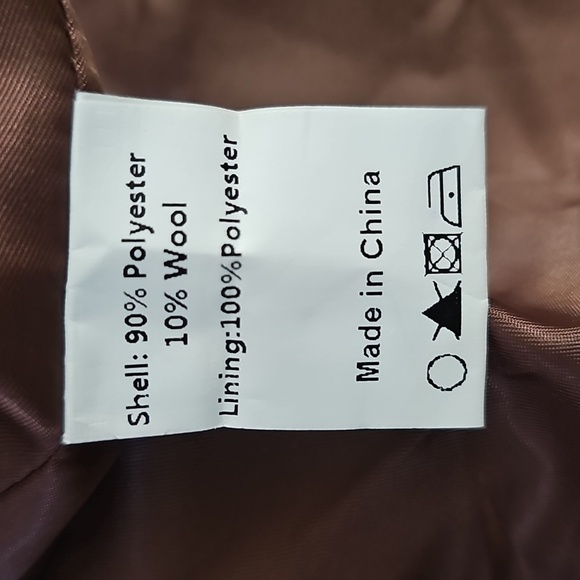 Shell: 90% Polyester
10% Wool
Lining:100%Polyester
Made in China